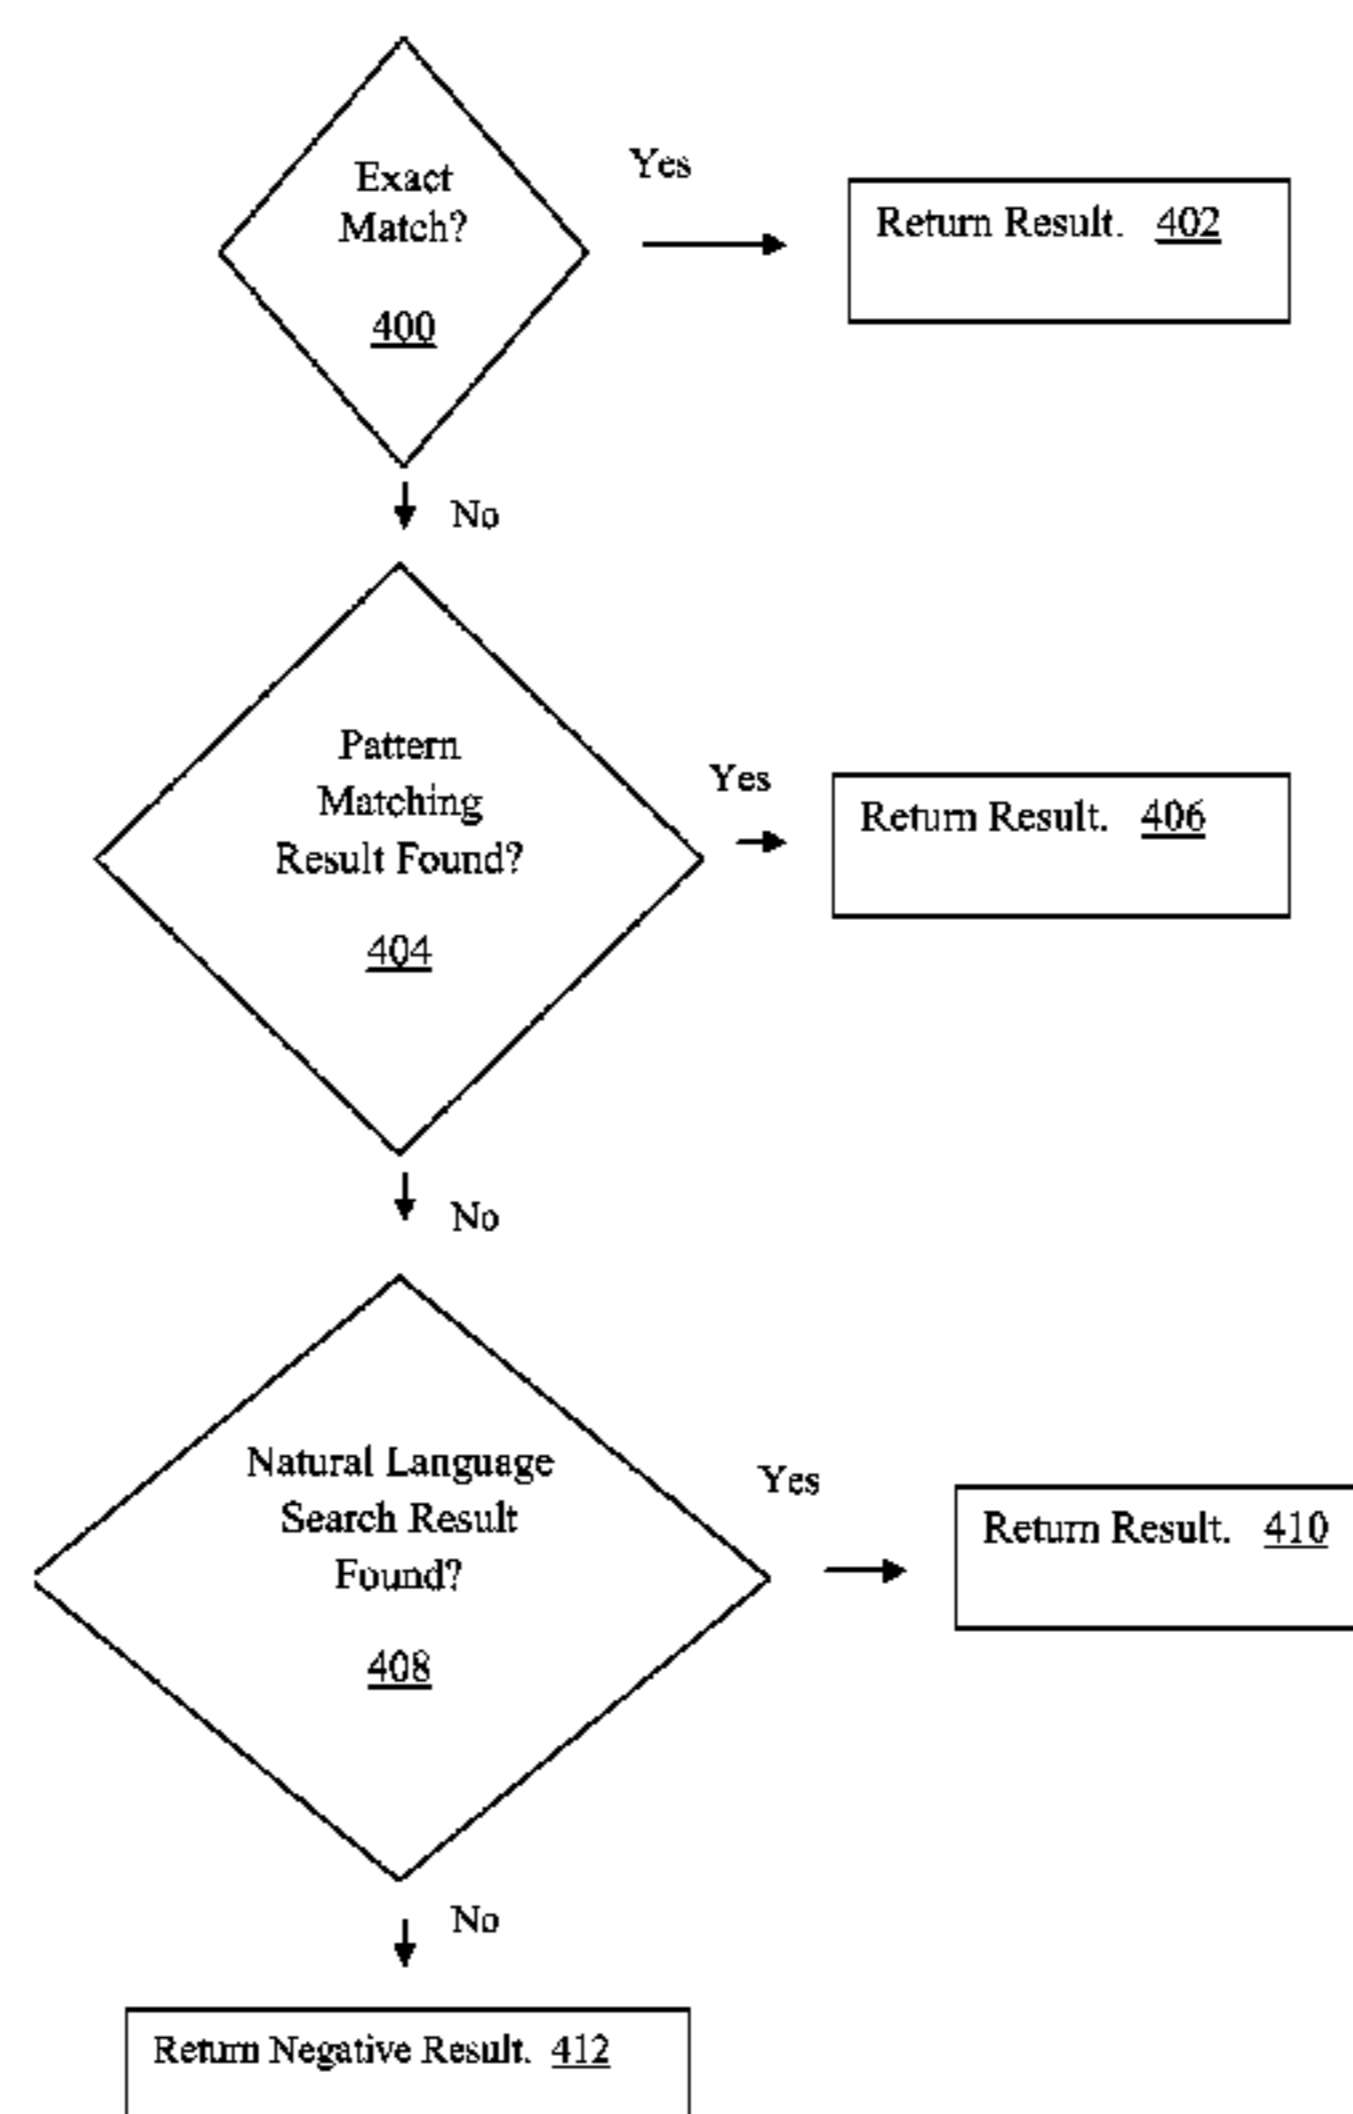 Exact
Match?
400
Yes
Return Result. 402
No
Pattern
Matching
Result Found?
404
Yes
Return Result. 406
No
Natural Language
Search Result
Found?
408
Yes
Return Result. 410
No
Return Negative Result. 412